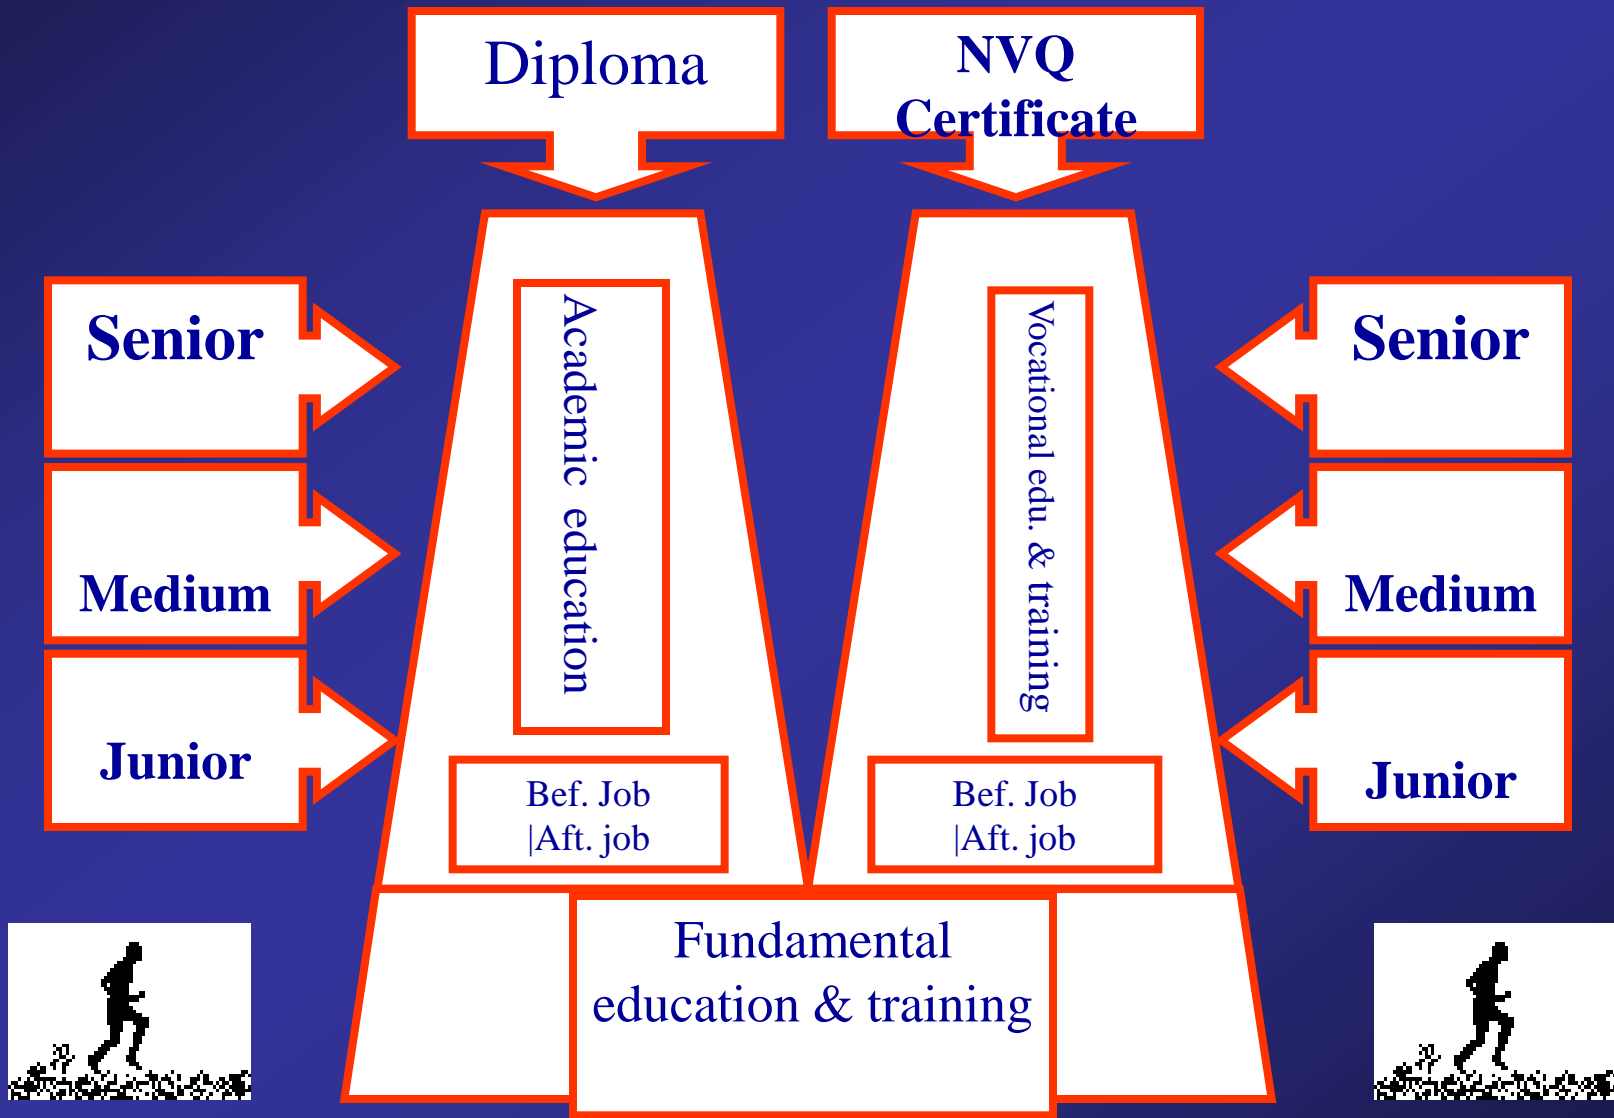 Diploma
NVQ
Certificate
Senior
Medium
Junior
Academic education
Bef. Job
|Aft. job
Vocational edu. & training
Bef. Job
|Aft. job
Senior
Medium
Junior
Fundamental
education & training